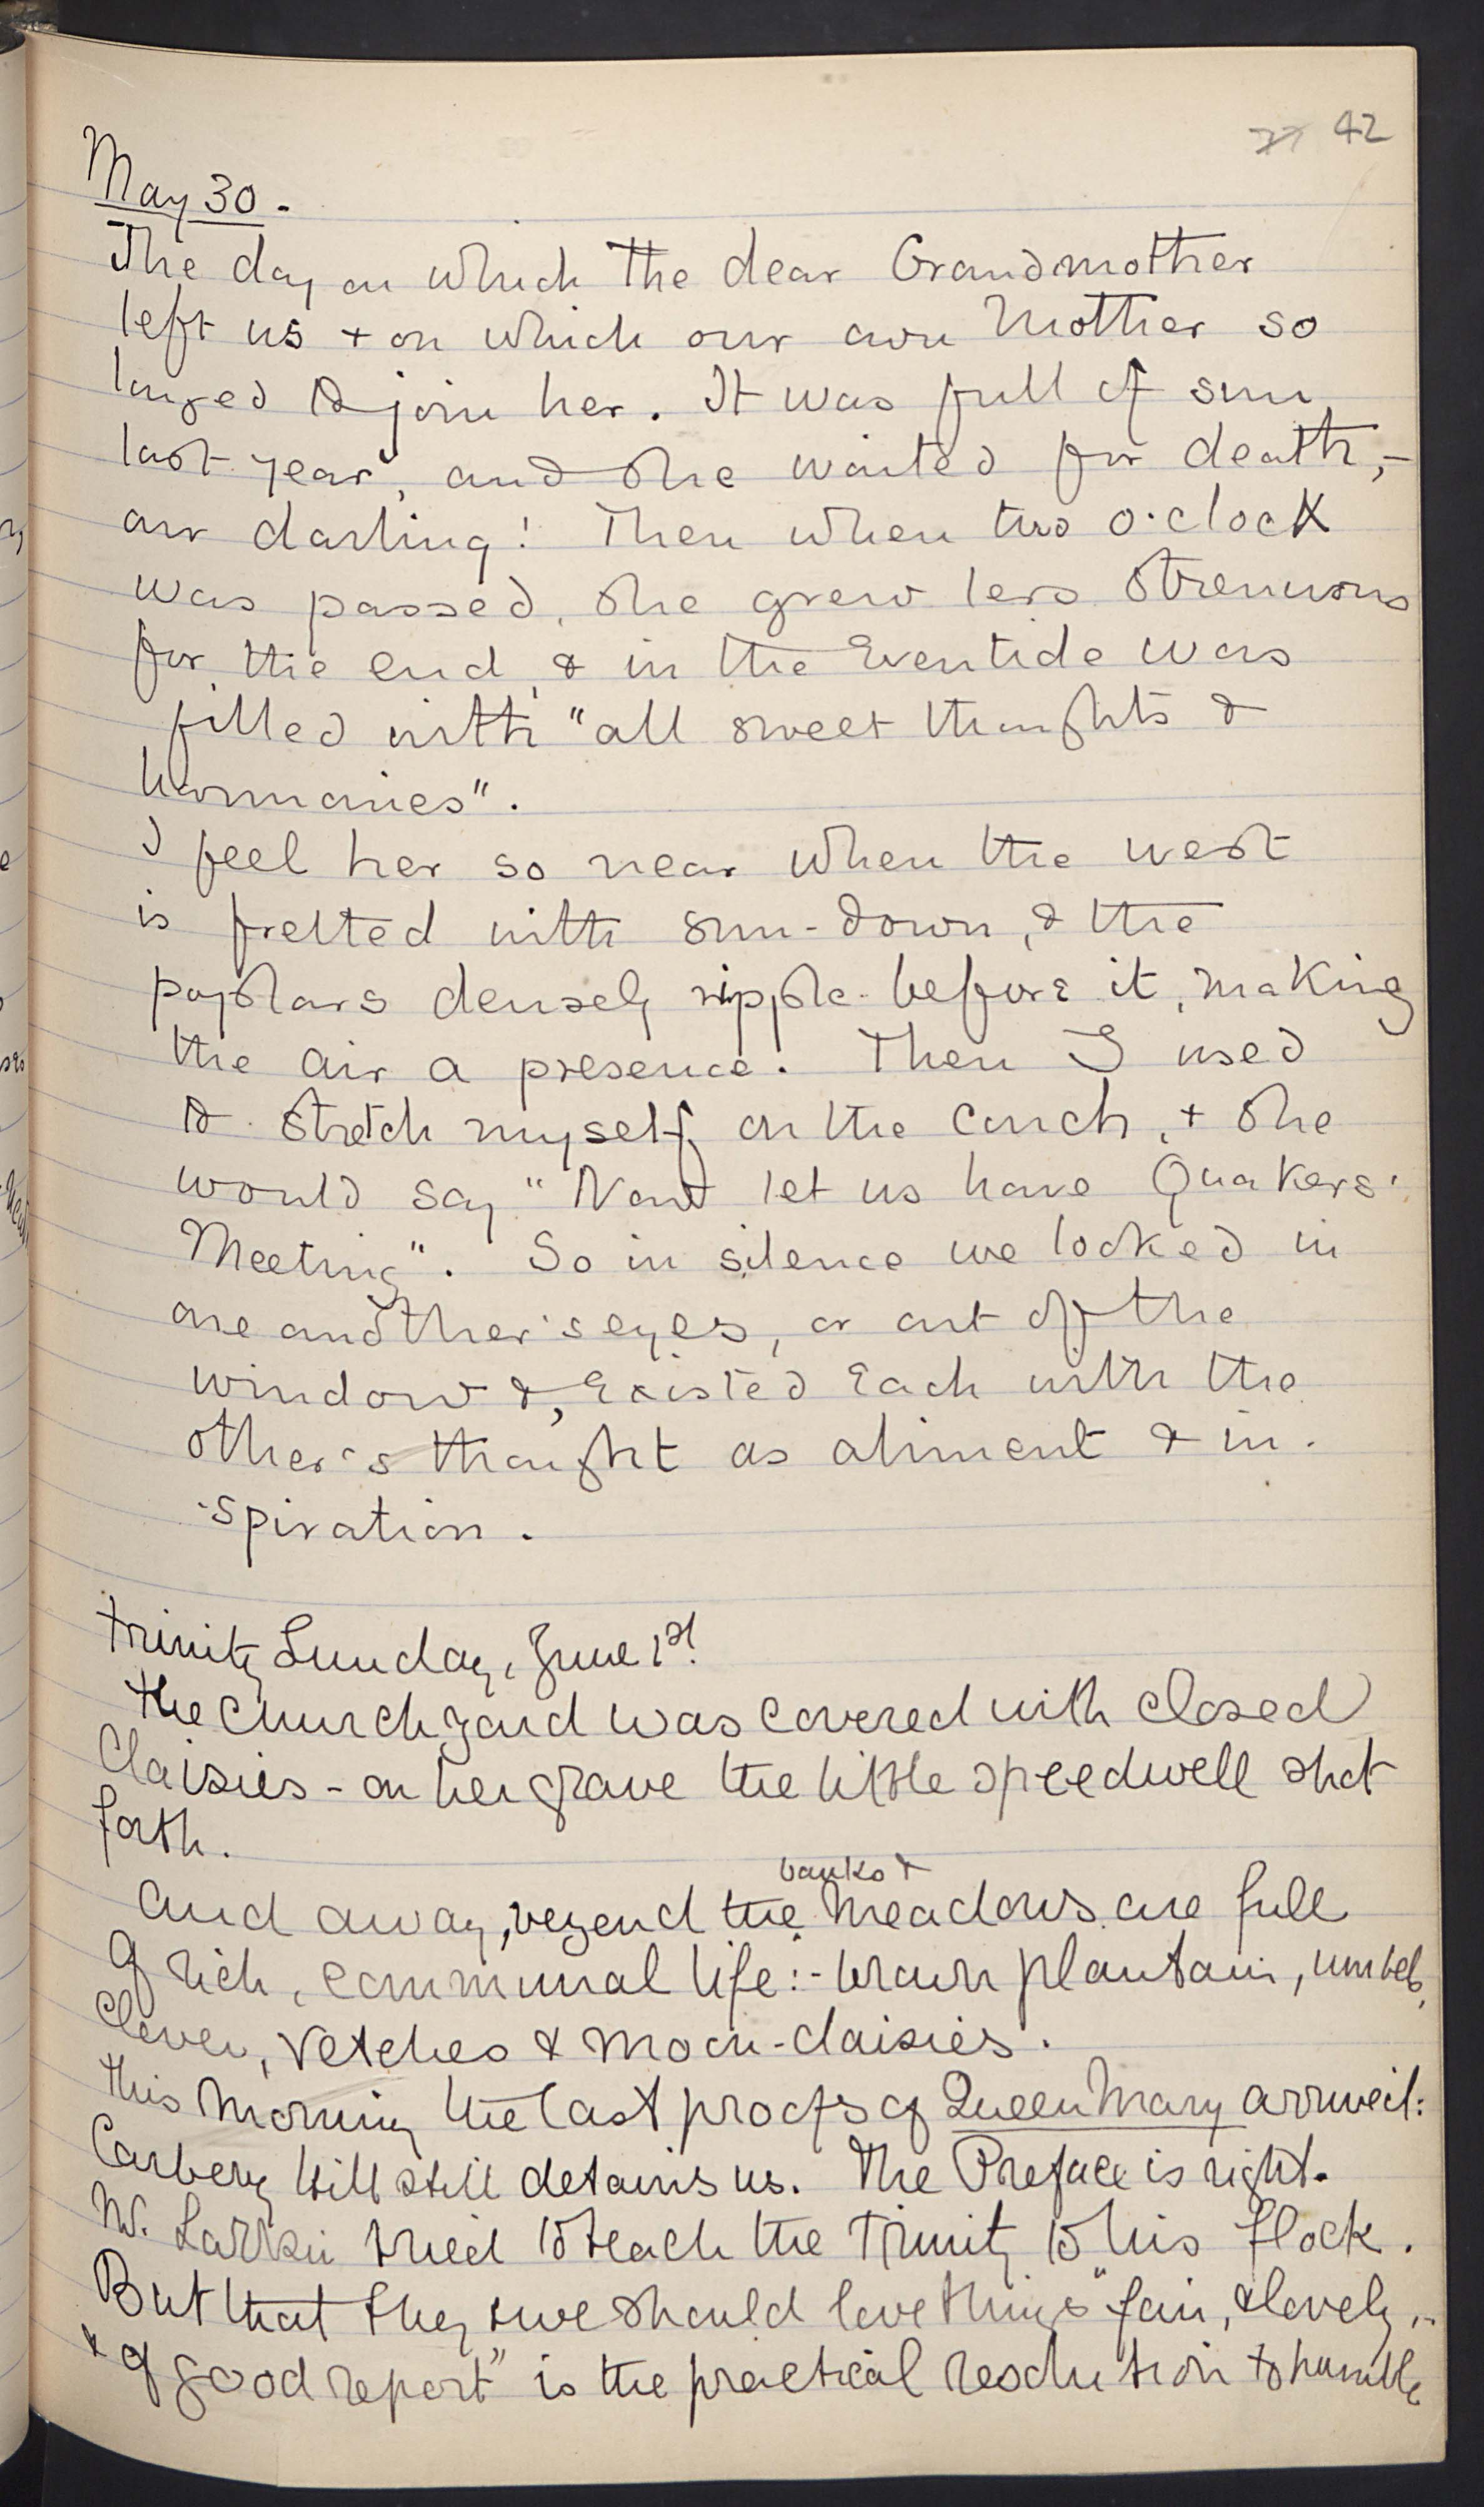 42
May 30.
The day on which the dear Grandmother
left us + on which our own Mother so
longed to join her. It was full of sun
last year, and she waited for death,-
our darling! Then when two o'clock
was passed, she grew less strenuous
for the end, & in the Eventide was
filled with "all sweet thoughts &
harmonies".
I feel her so near when the west
is fretted with sun-down, & the
poplars densely ripple before it, making
the air a presence. Then I used
to stretch myself on the couch, + she
would say "Now let us have Quakers'
Meeting". So in silence we looked in
one another's eyes, or out of the
window &, existed each with the
other's thought as aliment & in-
spiration.
Trinity Sunday, June 1st.
The Churchyard was covered with closed
daisies - on her grave the little speedwell shot
forth.
banks &
And away, beyond the meadows are full
of rich, communal life:- brown plantain, umbels,
clover, vetches & moon-daisies.
This morning the last proofs of Queen Mary arrived:
Carbery Hill still detains us. The Preface is right.
Mr. Larkin tried to teach the Trinity to his flock.
But that they & we should love things "fair, & lovely,
& of good report" is the practical resolution to humble